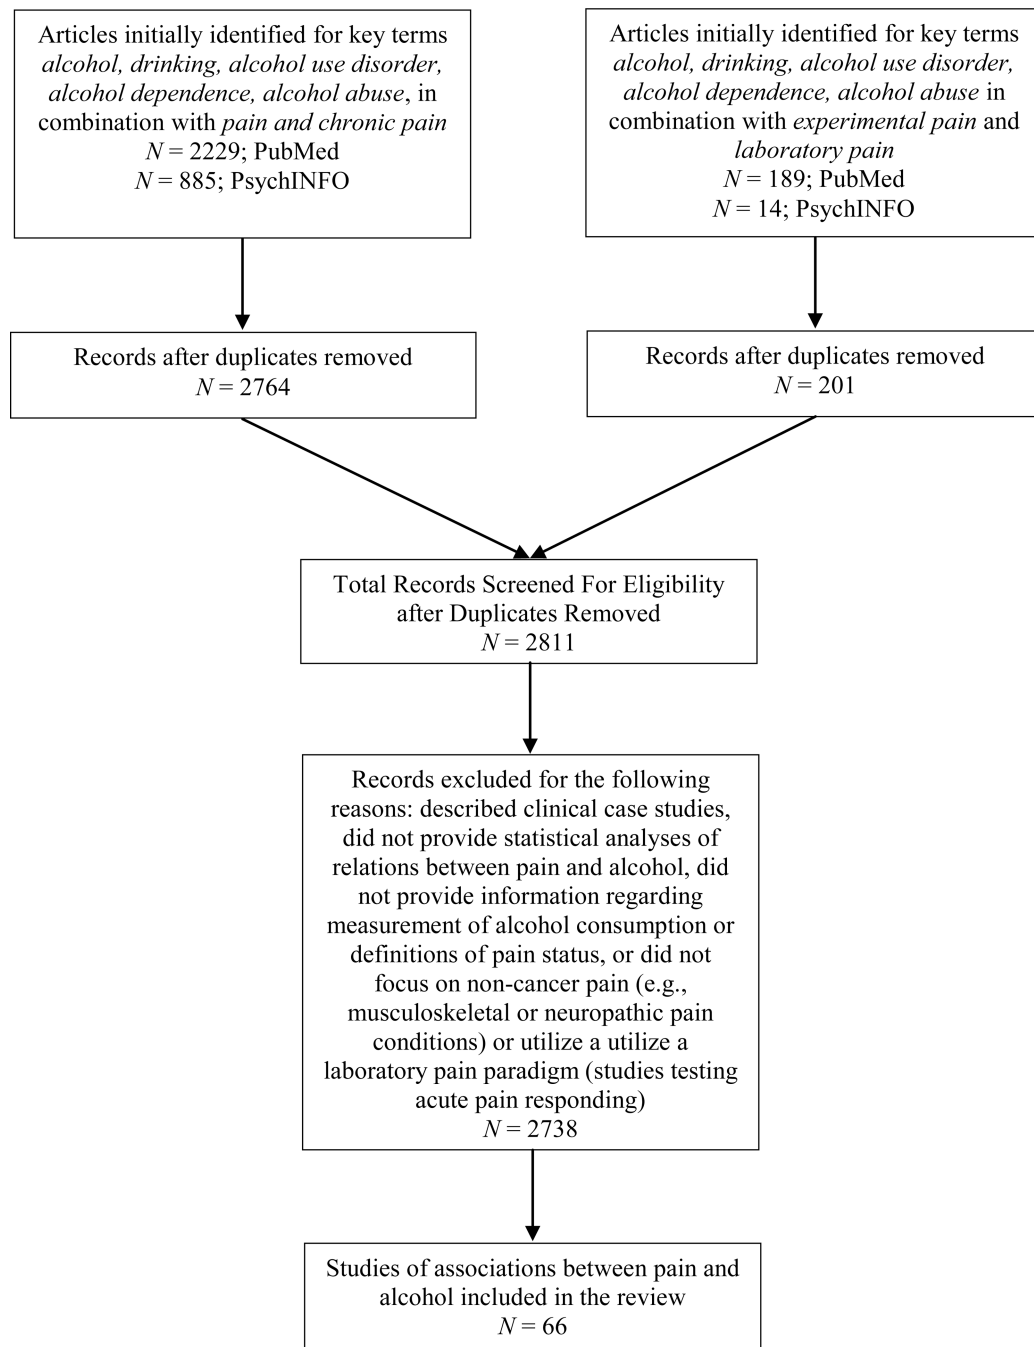 Articles initially identified for key terms
alcohol, drinking, alcohol use disorder,
alcohol dependence, alcohol abuse, in
combination with pain and chronic pain
N = 2229; PubMed
N = 885; PsychINFO
Articles initially identified for key terms
alcohol, drinking, alcohol use disorder,
alcohol dependence, alcohol abuse in
combination with experimental pain and
laboratory pain
N = 189; PubMed
N = 14; PsychINFO
Records after duplicates removed
N = 2764
Records after duplicates removed
N = 201
Total Records Screened For Eligibility
after Duplicates Removed
N = 2811
Records excluded for the following
reasons: described clinical case studies,
did not provide statistical analyses of
relations between pain and alcohol, did
not provide information regarding
measurement of alcohol consumption or
definitions of pain status, or did not
focus on non-cancer pain (e.g.,
musculoskeletal or neuropathic pain
conditions) or utilize a utilize a
laboratory pain paradigm (studies testing
acute pain responding)
N = 2738
Studies of associations between pain and
alcohol included in the review
N = 66